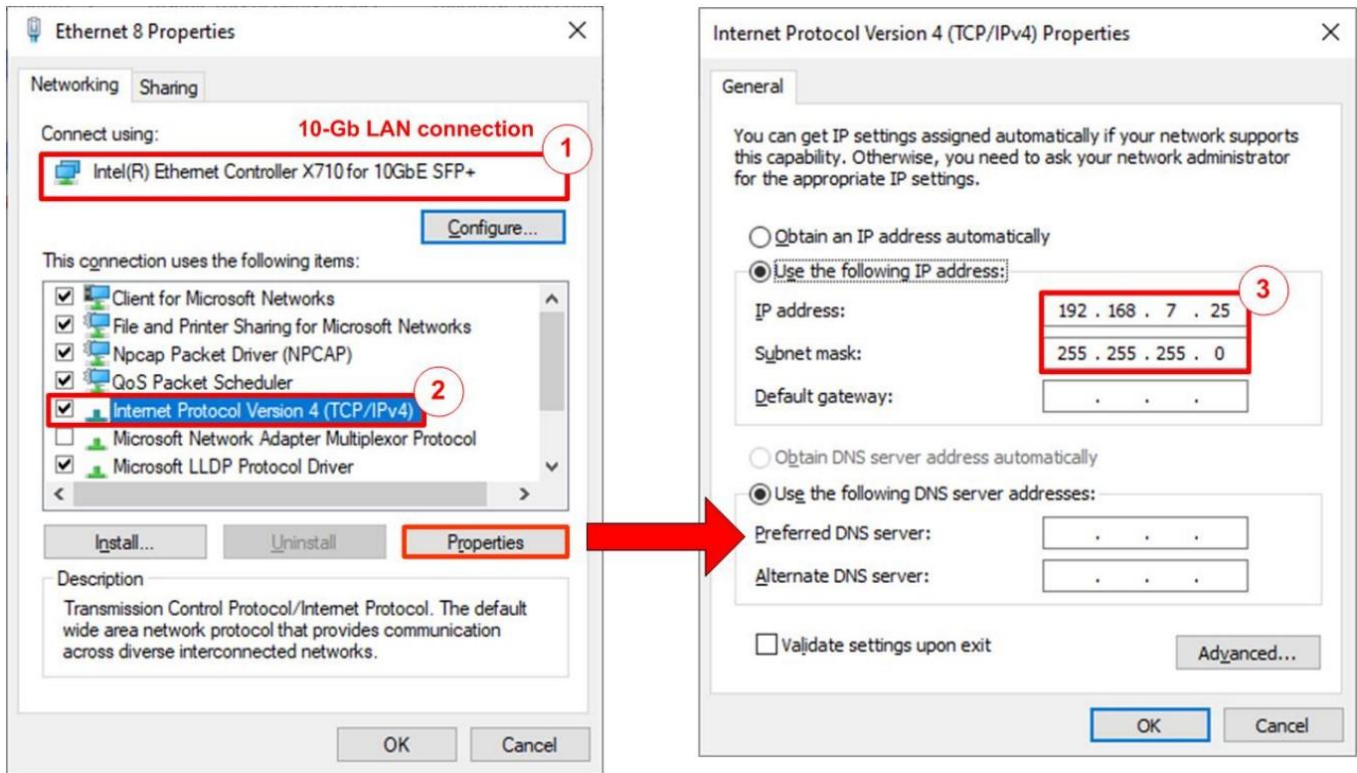 Ethernet 8 Properties
Networking
Sharing
Connect using:
10-Gb LAN connection
1
Intel(R) Ethernet Controller X710 for 10GbE SFP+
Configure...
This connection uses the following items:
Client for Microsoft Networks
File and Printer Sharing for Microsoft Networks
Npcap Packet Driver (NPCAP)
QoS Packet Scheduler
2
Internet Protocol Version 4 (TCP/IPv4)
Microsoft Network Adapter Multiplexor Protocol
Microsoft LLDP Protocol Driver
Install...
Uninstall
Properties
Description
Transmission Control Protocol/Internet Protocol. The default
wide area network protocol that provides communication
across diverse interconnected networks.
OK
Cancel
Internet Protocol Version 4 (TCP/IPv4) Properties
General
You can get IP settings assigned automatically if your network supports
this capability. Otherwise, you need to ask your network administrator
for the appropriate IP settings.
Obtain an IP address automatically
Use the following IP address:
3
IP address:
192 . 168 . 7 . 25
Subnet mask:
255 . 255 . 255 . 0
Default gateway:
. . .
Obtain DNS server address automatically
Use the following DNS server addresses:
Preferred DNS server:
. . .
Alternate DNS server:
. . .
Validate settings upon exit
Advanced...
OK
Cancel